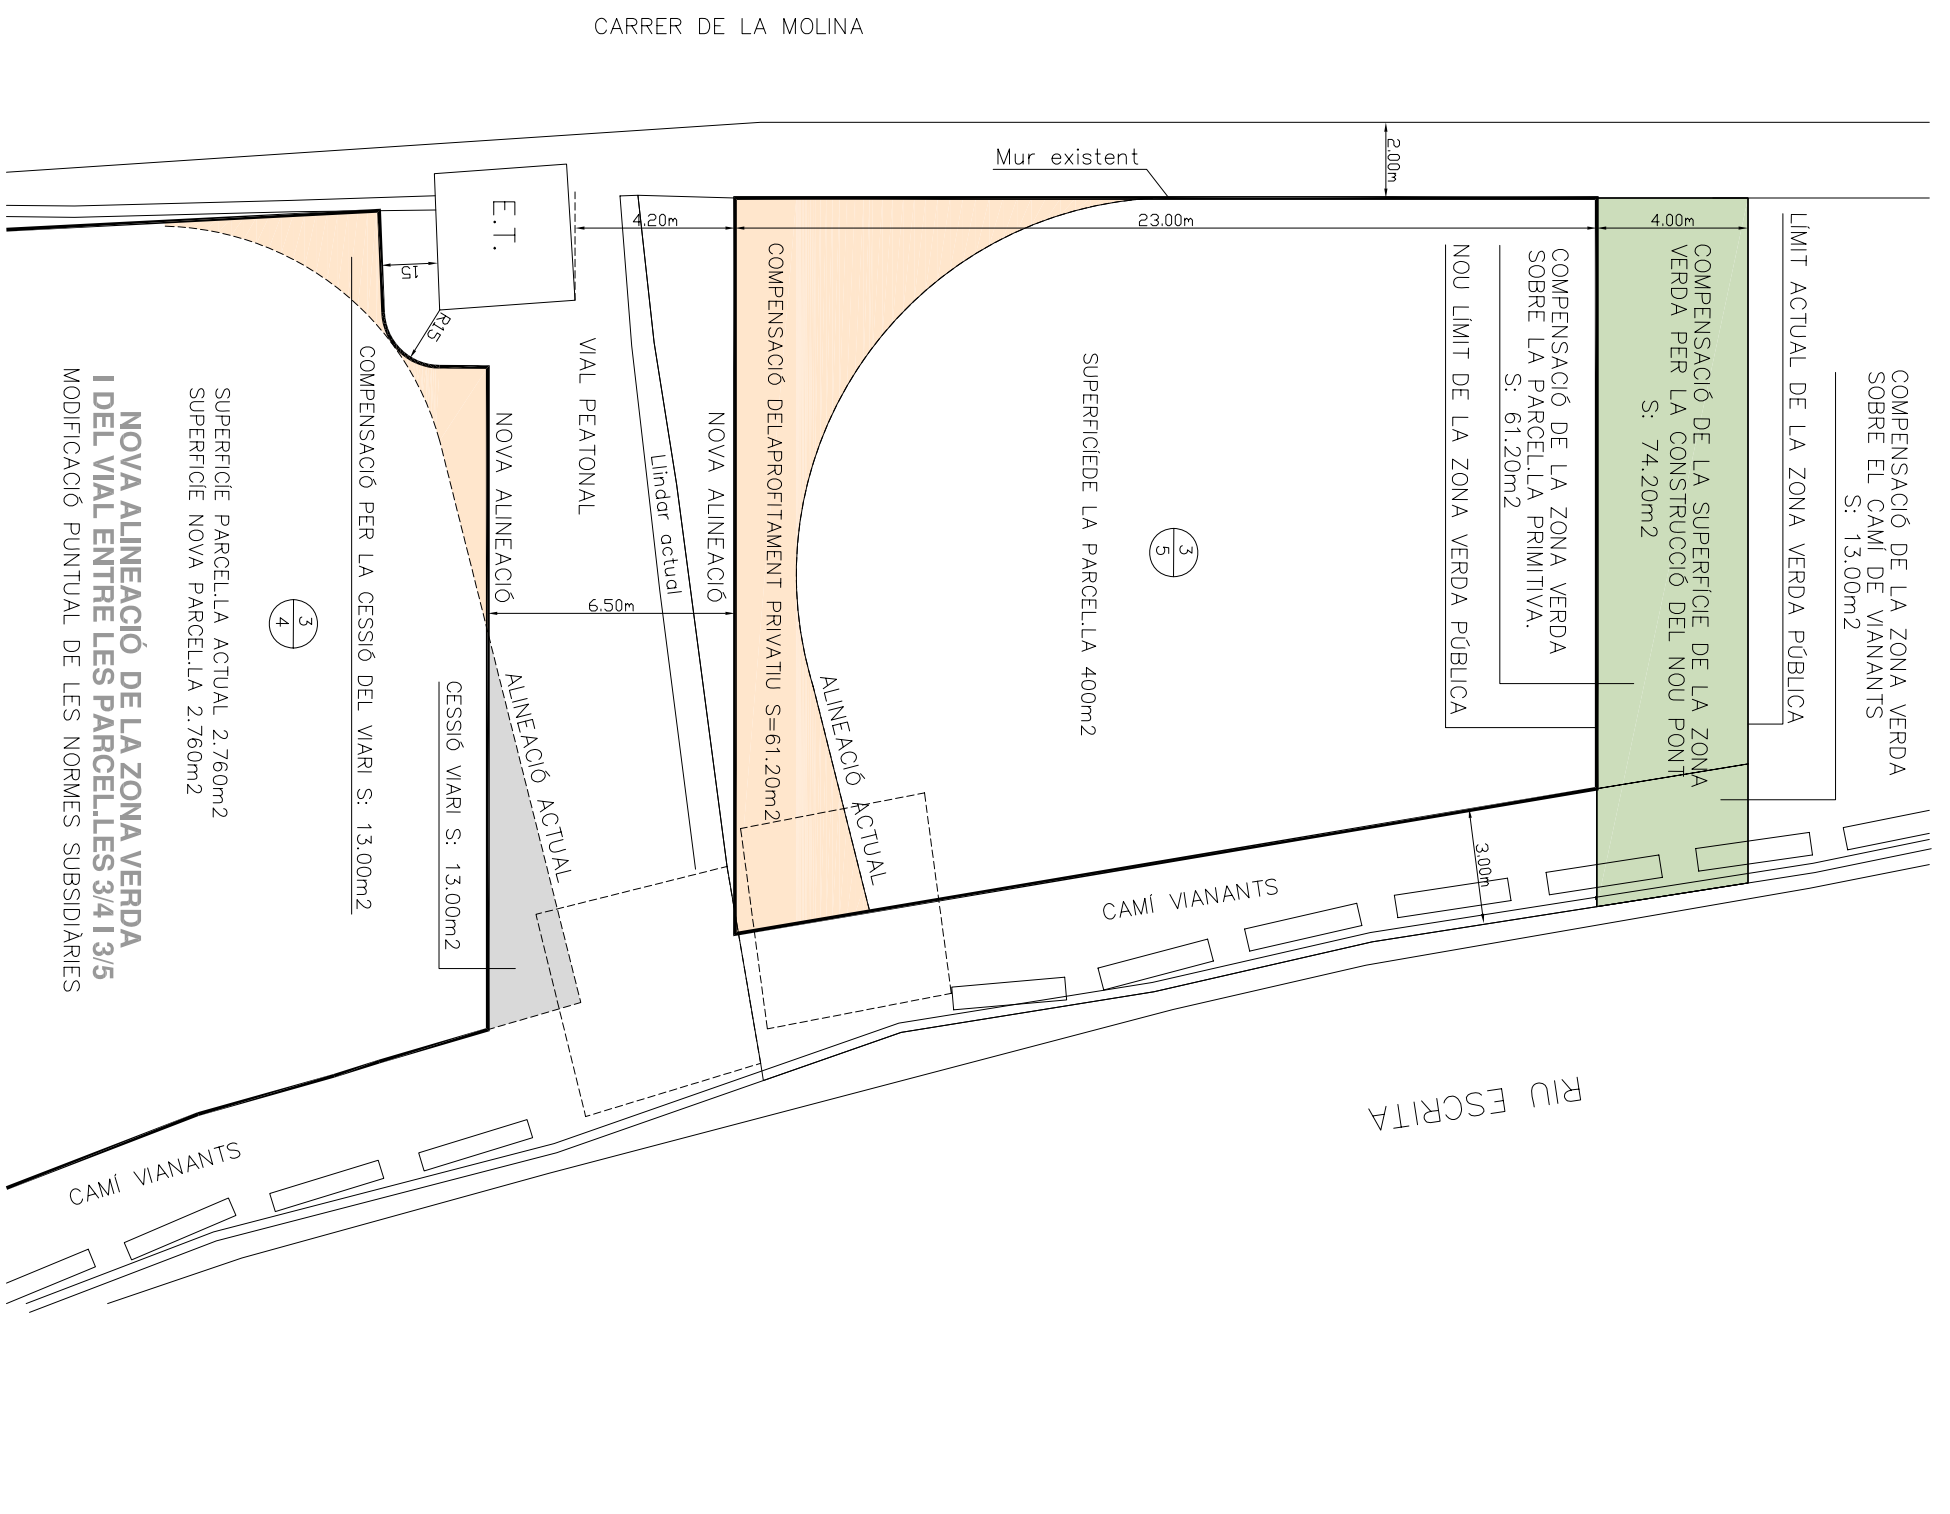 CARRER DE LA MOLINA
Mur existent
2.00m
E.T.
4.20m
23.00m
4.00m
15
R15
LÍMIT ACTUAL DE LA ZONA VERDA PÚBLICA
COMPENSACIÓ DE LA ZONA VERDA
SOBRE EL CAMÍ DE VIANANTS
S: 13.00m2
COMPENSACIÓ DE LA SUPERFÍCIE DE LA ZONA
VERDA PER LA CONSTRUCCIÓ DEL NOU PONT
S: 74.20m2
COMPENSACIÓ DE LA ZONA VERDA
SOBRE LA PARCEL.LA PRIMITIVA.
S: 61.20m2
NOU LÍMIT DE LA ZONA VERDA PÚBLICA
SUPERFICÍEDE LA PARCEL.LA 400m2
3
5
ALINEACIÓ ACTUAL
COMPENSACIÓ DELAPROFITAMENT PRIVATIU S=61.20m2
NOVA ALINEACIÓ
Llindar actual
VIAL PEATONAL
6.50m
NOVA ALINEACIÓ
ALINEACIÓ ACTUAL
CESSIÓ VIARI S: 13.00m2
COMPENSACIÓ PER LA CESSIÓ DEL VIARI S: 13.00m2
3
4
SUPERFICÍE PARCEL.LA ACTUAL 2.760m2
SUPERFICÍE NOVA PARCEL.LA 2.760m2
NOVA ALINEACIÓ DE LA ZONA VERDA
I DEL VIAL ENTRE LES PARCEL.LES 3/4 I 3/5
MODIFICACIÓ PUNTUAL DE LES NORMES SUBSIDIÀRIES
3.00m
CAMÍ VIANANTS
CAMÍ VIANANTS
RIU ESCRITA